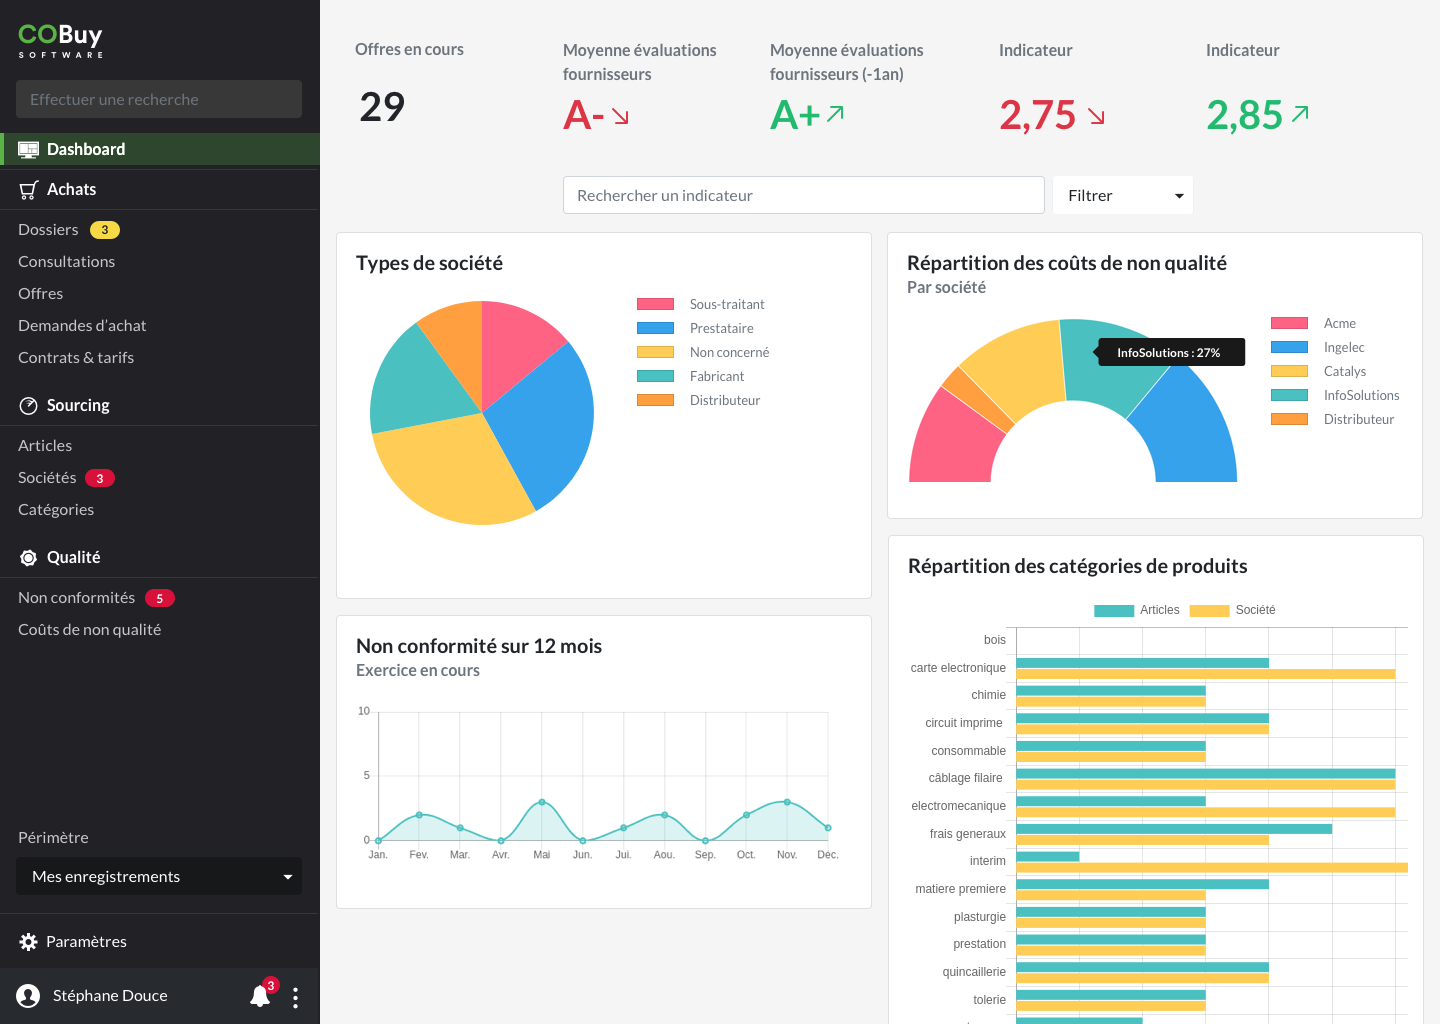 COBuy
SOFTWARE
Effectuer une recherche
Dashboard
Achats
Dossiers 3
Consultations
Offres
Demandes d'achat
Contrats & tarifs
Sourcing
Articles
Sociétés 3
Catégories
Qualité
Non conformités 5
Coûts de non qualité
Périmètre
Mes enregistrements
Paramètres
Stéphane Douce
3
Offres en cours
29
Moyenne évaluations
fournisseurs
A-
Moyenne évaluations
fournisseurs (-1an)
A+
Indicateur
2,75
Indicateur
2,85
Rechercher un indicateur
Filtrer
Types de société
Sous-traitant
Prestataire
Non concerné
Fabricant
Distributeur
Répartition des coûts de non qualité
Par société
InfoSolutions : 27%
Acme
Ingelec
Catalys
InfoSolutions
Distributeur
Non conformité sur 12 mois
Exercice en cours
10
5
0
Jan. Fev. Mar. Avr. Mai Jun. Jui. Aou. Sep. Oct. Nov. Déc.
Répartition des catégories de produits
Articles Société
bois
carte electronique
chimie
circuit imprime
consommable
câblage filaire
electromecanique
frais generaux
interim
matiere premiere
plasturgie
prestation
quincaillerie
tolerie